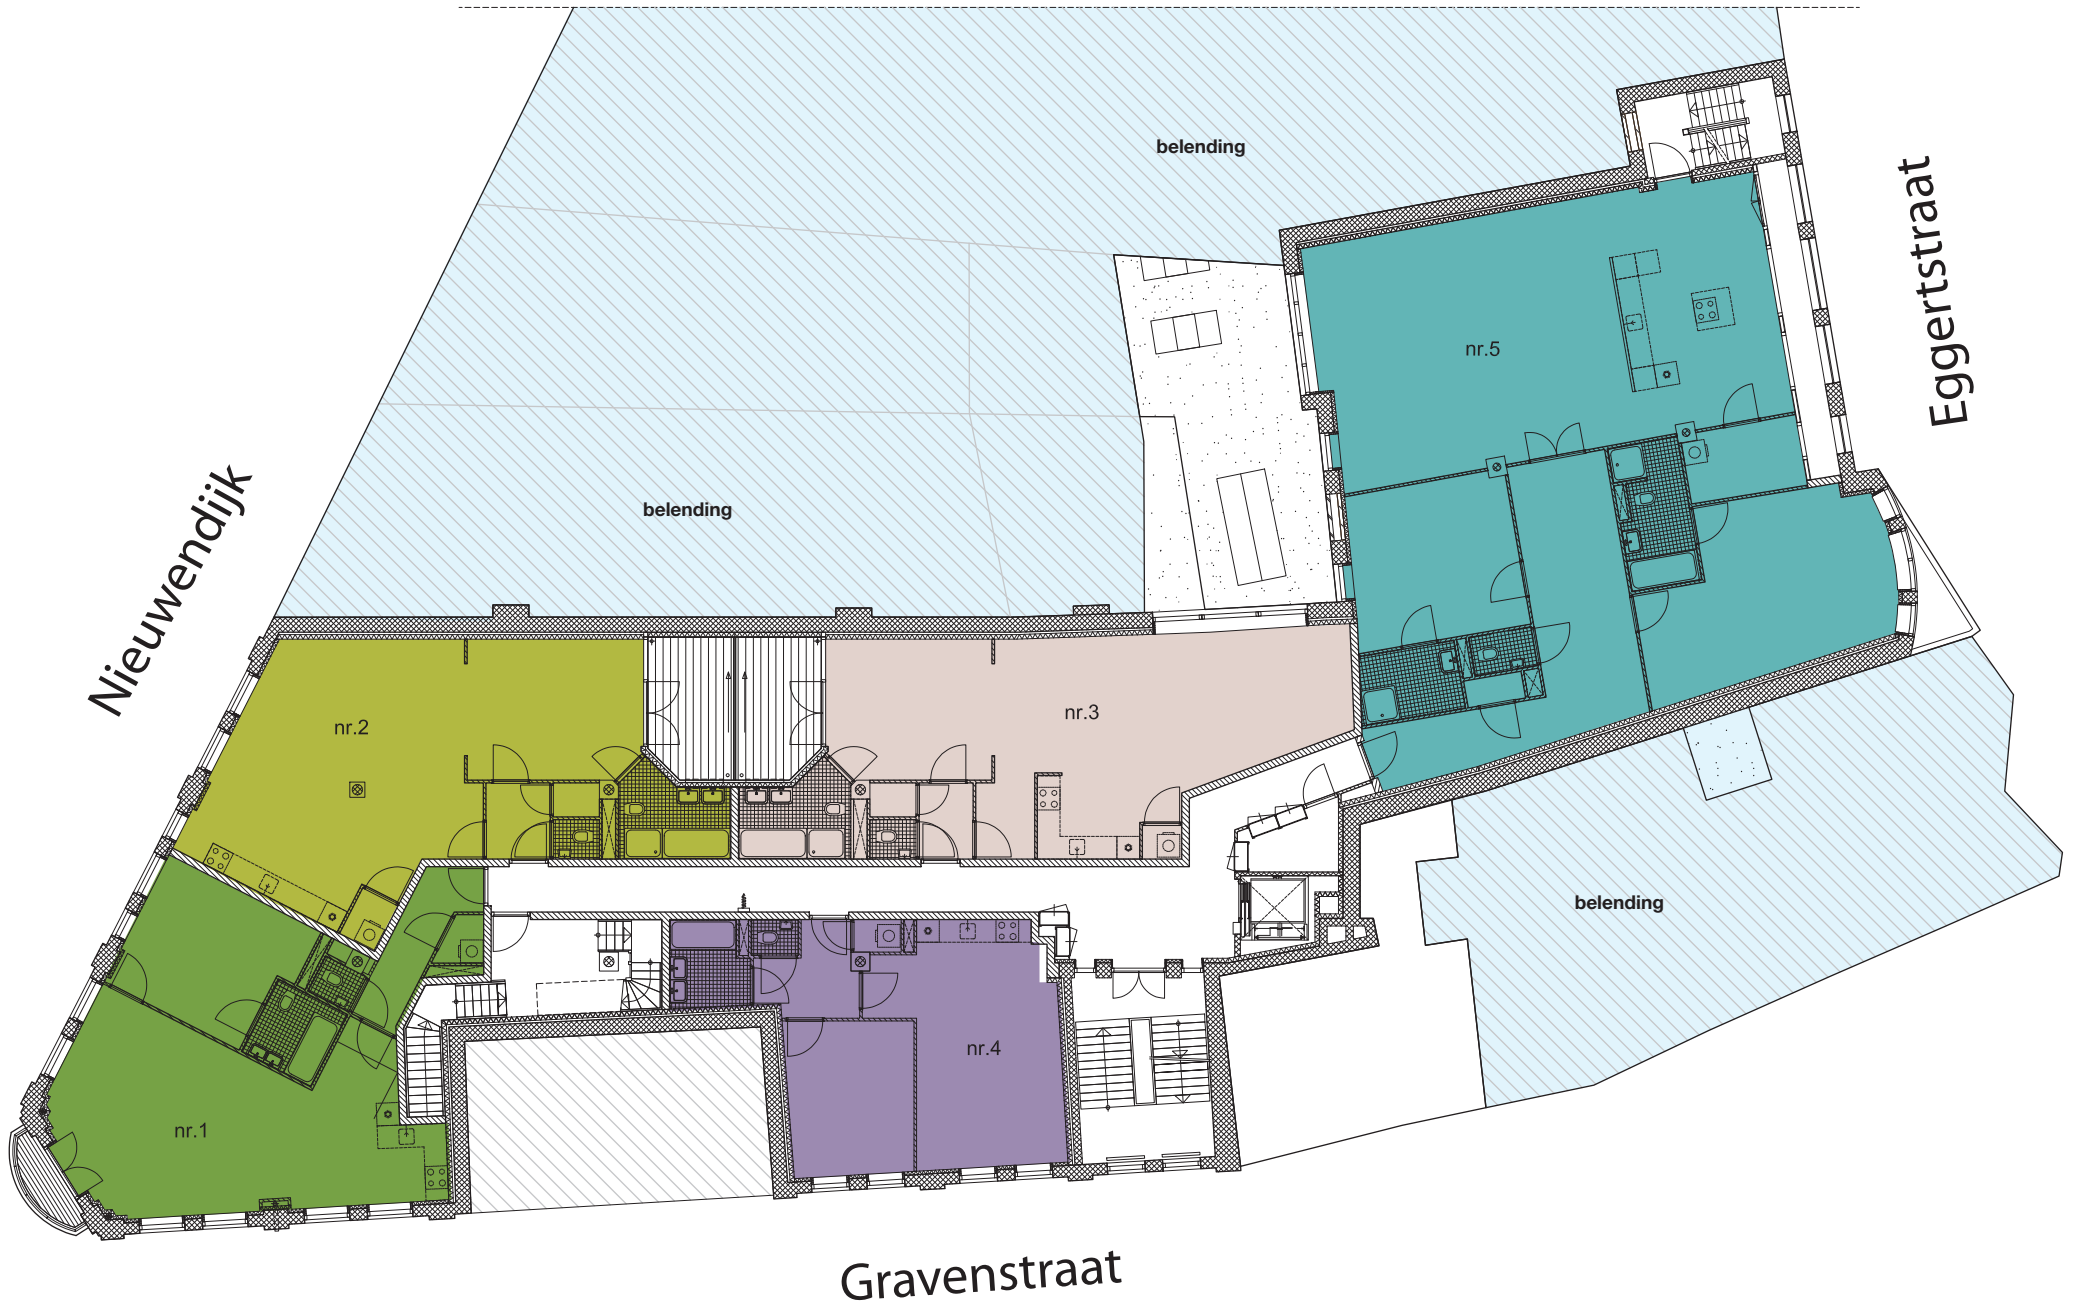 belending
Eggertstraat
nr.5
belending
Nieuwendijk
nr.2
nr.3
belending
nr.4
nr.1
Gravenstraat